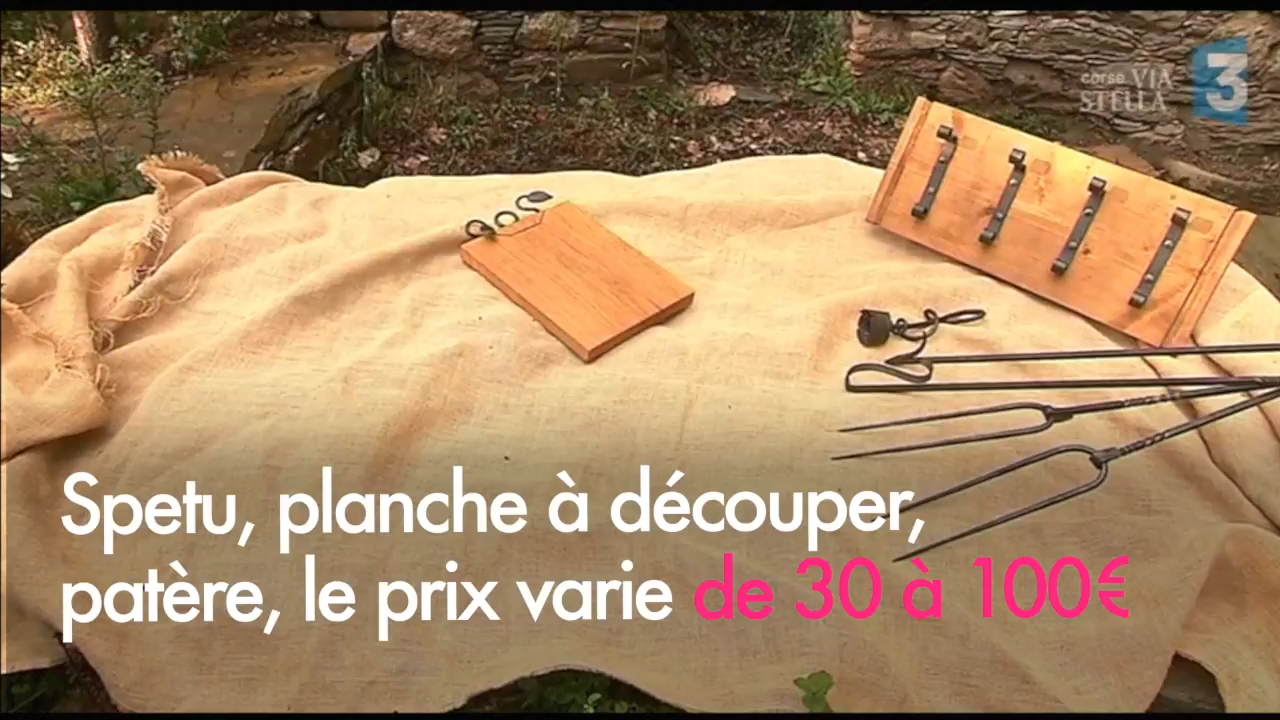 corse VIA
STELLA
3
Spetu, planche à découper,
patère, le prix varie de 30 à 100€